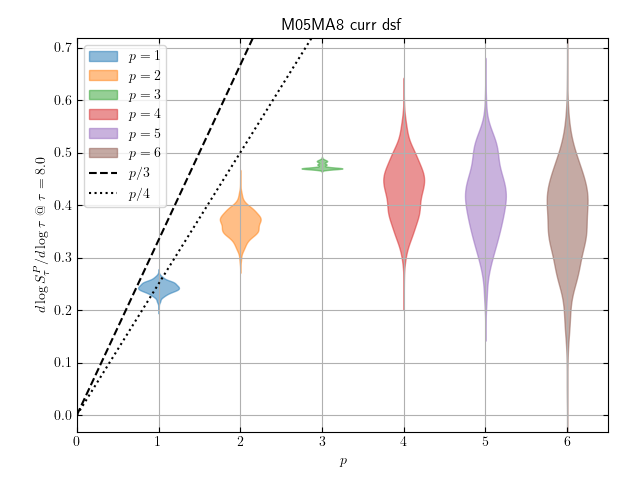 M05MA8 curr dsf
d log S_τ^P / d log τ @ τ = 8.0
0.7
0.6
0.5
0.4
0.3
0.2
0.1
0.0
p = 1
p = 2
p = 3
p = 4
p = 5
p = 6
p/3
p/4
0 1 2 3 4 5 6
p